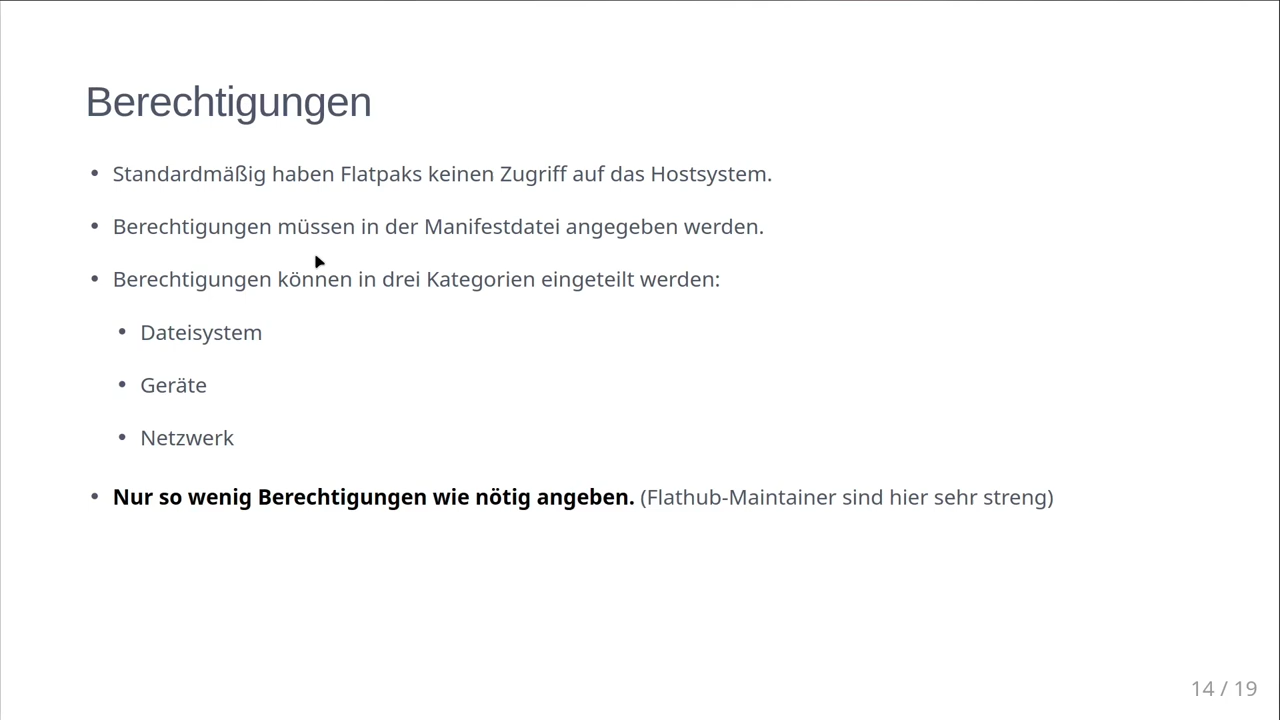 Berechtigungen
• Standardmäßig haben Flatpaks keinen Zugriff auf das Hostsystem.
• Berechtigungen müssen in der Manifestdatei angegeben werden.
• Berechtigungen können in drei Kategorien eingeteilt werden:
• Dateisystem
• Geräte
• Netzwerk
• Nur so wenig Berechtigungen wie nötig angeben. (Flathub-Maintainer sind hier sehr streng)
14 / 19